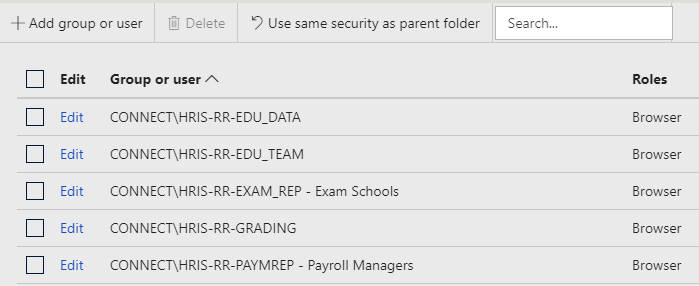 Add group or user Delete Use same security as parent folder Search...
Edit Group or user Roles
Edit CONNECT\HRIS-RR-EDU_DATA Browser
Edit CONNECT\HRIS-RR-EDU_TEAM Browser
Edit CONNECT\HRIS-RR-EXAM_REP - Exam Schools Browser
Edit CONNECT\HRIS-RR-GRADING Browser
Edit CONNECT\HRIS-RR-PAYMREP - Payroll Managers Browser